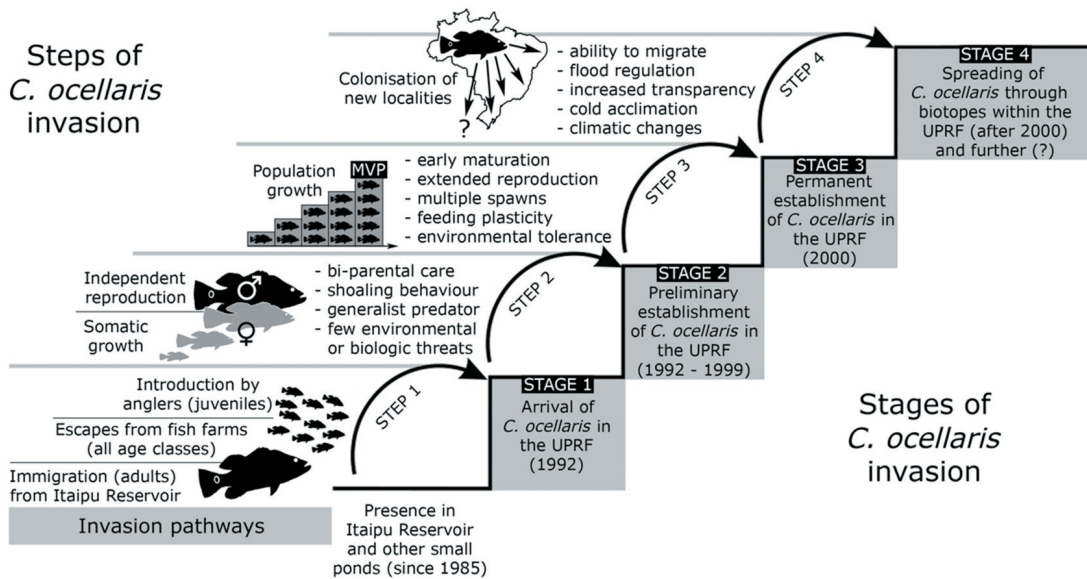 Steps of
C. ocellaris
invasion
Colonisation of
new localities
?
- ability to migrate
- flood regulation
- increased transparency
- cold acclimation
- climatic changes
STEP 4
STAGE 4
Spreading of
C. ocellaris through
biotopes within the
UPRF (after 2000)
and further (?)
Population
growth
MVP
- early maturation
- extended reproduction
- multiple spawns
- feeding plasticity
- environmental tolerance
STEP 3
STAGE 3
Permanent
establishment
of C. ocellaris in
the UPRF
(2000)
Independent
reproduction
Somatic
growth
♂
♀
- bi-parental care
- shoaling behaviour
- generalist predator
- few environmental
or biologic threats
STEP 2
STAGE 2
Preliminary
establishment
of C. ocellaris in
the UPRF
(1992 - 1999)
Introduction by
anglers (juveniles)
Escapes from fish farms
(all age classes)
Immigration (adults)
from Itaipu Reservoir
Invasion pathways
STEP 1
STAGE 1
Arrival of
C. ocellaris in
the UPRF
(1992)
Presence in
Itaipu Reservoir
and other small
ponds (since 1985)
Stages of
C. ocellaris
invasion